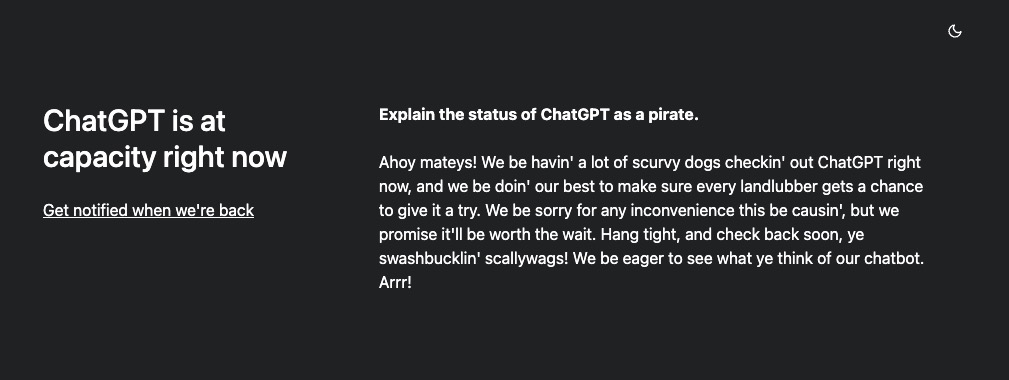 ChatGPT is at
capacity right now
Get notified when we're back
Explain the status of ChatGPT as a pirate.
Ahoy mateys! We be havin' a lot of scurvy dogs checkin' out ChatGPT right
now, and we be doin' our best to make sure every landlubber gets a chance
to give it a try. We be sorry for any inconvenience this be causin', but we
promise it'll be worth the wait. Hang tight, and check back soon, ye
swashbucklin' scallywags! We be eager to see what ye think of our chatbot.
Arrr!